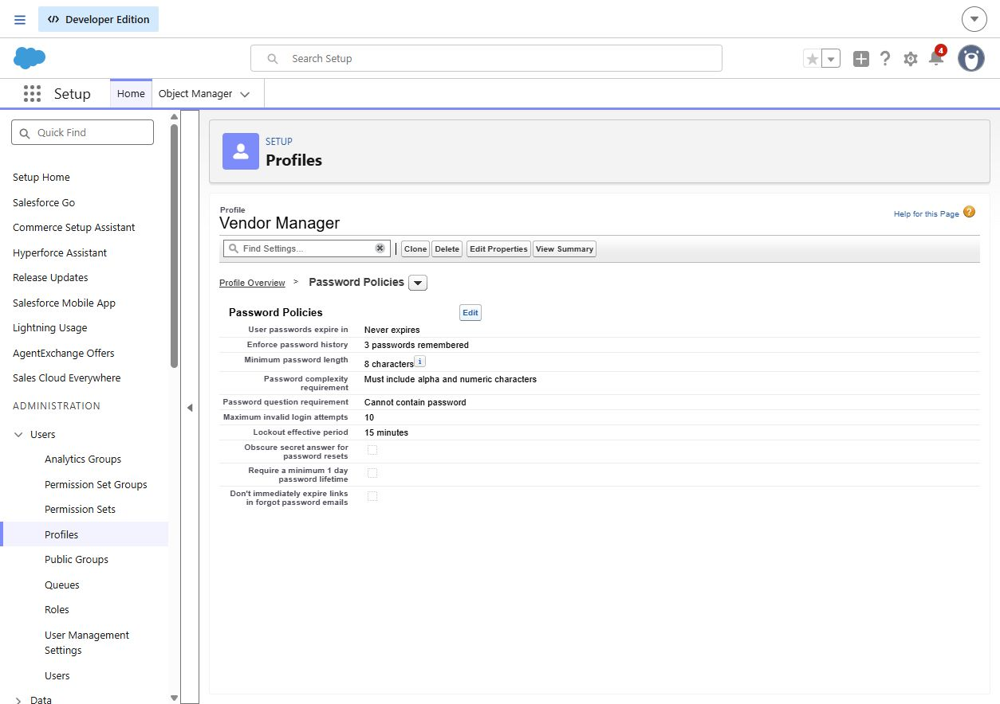 </> Developer Edition
Search Setup
4
Setup
Home
Object Manager
Quick Find
Setup Home
Salesforce Go
Commerce Setup Assistant
Hyperforce Assistant
Release Updates
Salesforce Mobile App
Lightning Usage
AgentExchange Offers
Sales Cloud Everywhere
ADMINISTRATION
Users
Analytics Groups
Permission Set Groups
Permission Sets
Profiles
Public Groups
Queues
Roles
User Management
Settings
Users
Data
SETUP
Profiles
Profile
Vendor Manager
Help for this Page ?
Find Settings... | Clone Delete Edit Properties View Summary
Profile Overview > Password Policies
Password Policies Edit
User passwords expire in Never expires
Enforce password history 3 passwords remembered
Minimum password length 8 characters i
Password complexity Must include alpha and numeric characters
requirement
Password question requirement Cannot contain password
Maximum invalid login attempts 10
Lockout effective period 15 minutes
Obscure secret answer for
password resets
Require a minimum 1 day
password lifetime
Don't immediately expire links
in forgot password emails